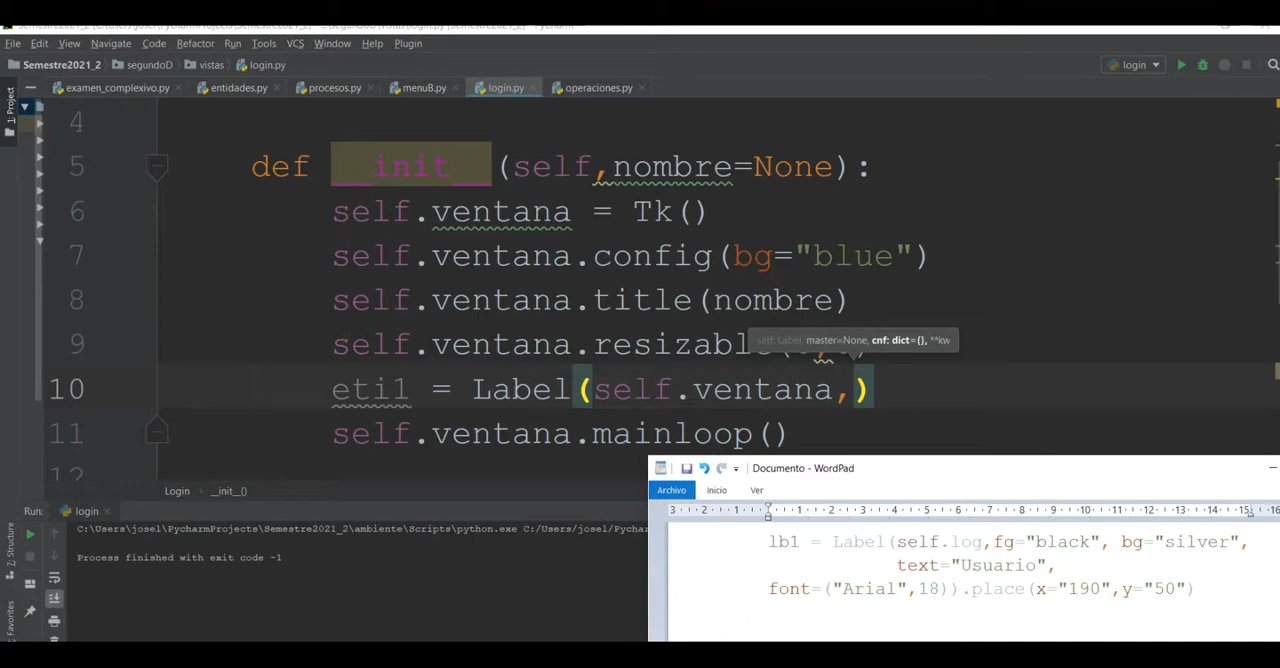 File Edit View Navigate Code Refactor Run Tools VCS Window Help Plugin
Semestre2021_2 segundoD vistas login.py login
examen_complexivo.py entidades.py procesos.py menuB.py login.py operaciones.py
1: Project
4
5 def __init__(self,nombre=None):
6 self.ventana = Tk()
7 self.ventana.config(bg="blue")
8 self.ventana.title(nombre)
9 self.ventana.resizable(
self: Label, master=None, cnf: dict={}, **kw
10 eti1 = Label(self.ventana,)
11 self.ventana.mainloop()
12
Login __init__()
Run: login
C:\Users\josel\PycharmProjects\Semestre2021_2\ambiente\Scripts\python.exe C:/Users/josel/Pychar
Process finished with exit code -1
Z: Structure
Documento - WordPad
Archivo Inicio Ver
3 2 1 1 2 3 4 5 6 7 8 9 10 11 12 13 14 15 16
lb1 = Label(self.log,fg="black", bg="silver",
text="Usuario",
font=("Arial",18)).place(x="190",y="50")